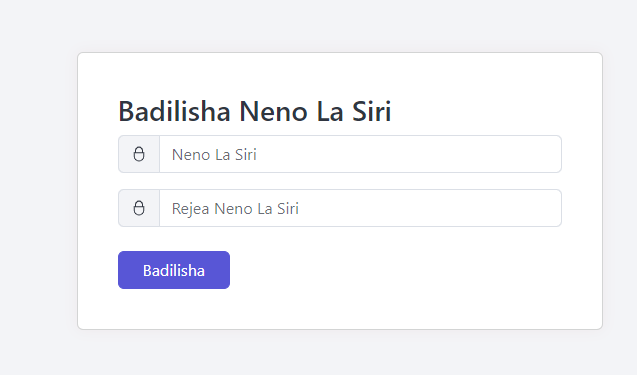 Badilisha Neno La Siri
Neno La Siri
Rejea Neno La Siri
Badilisha